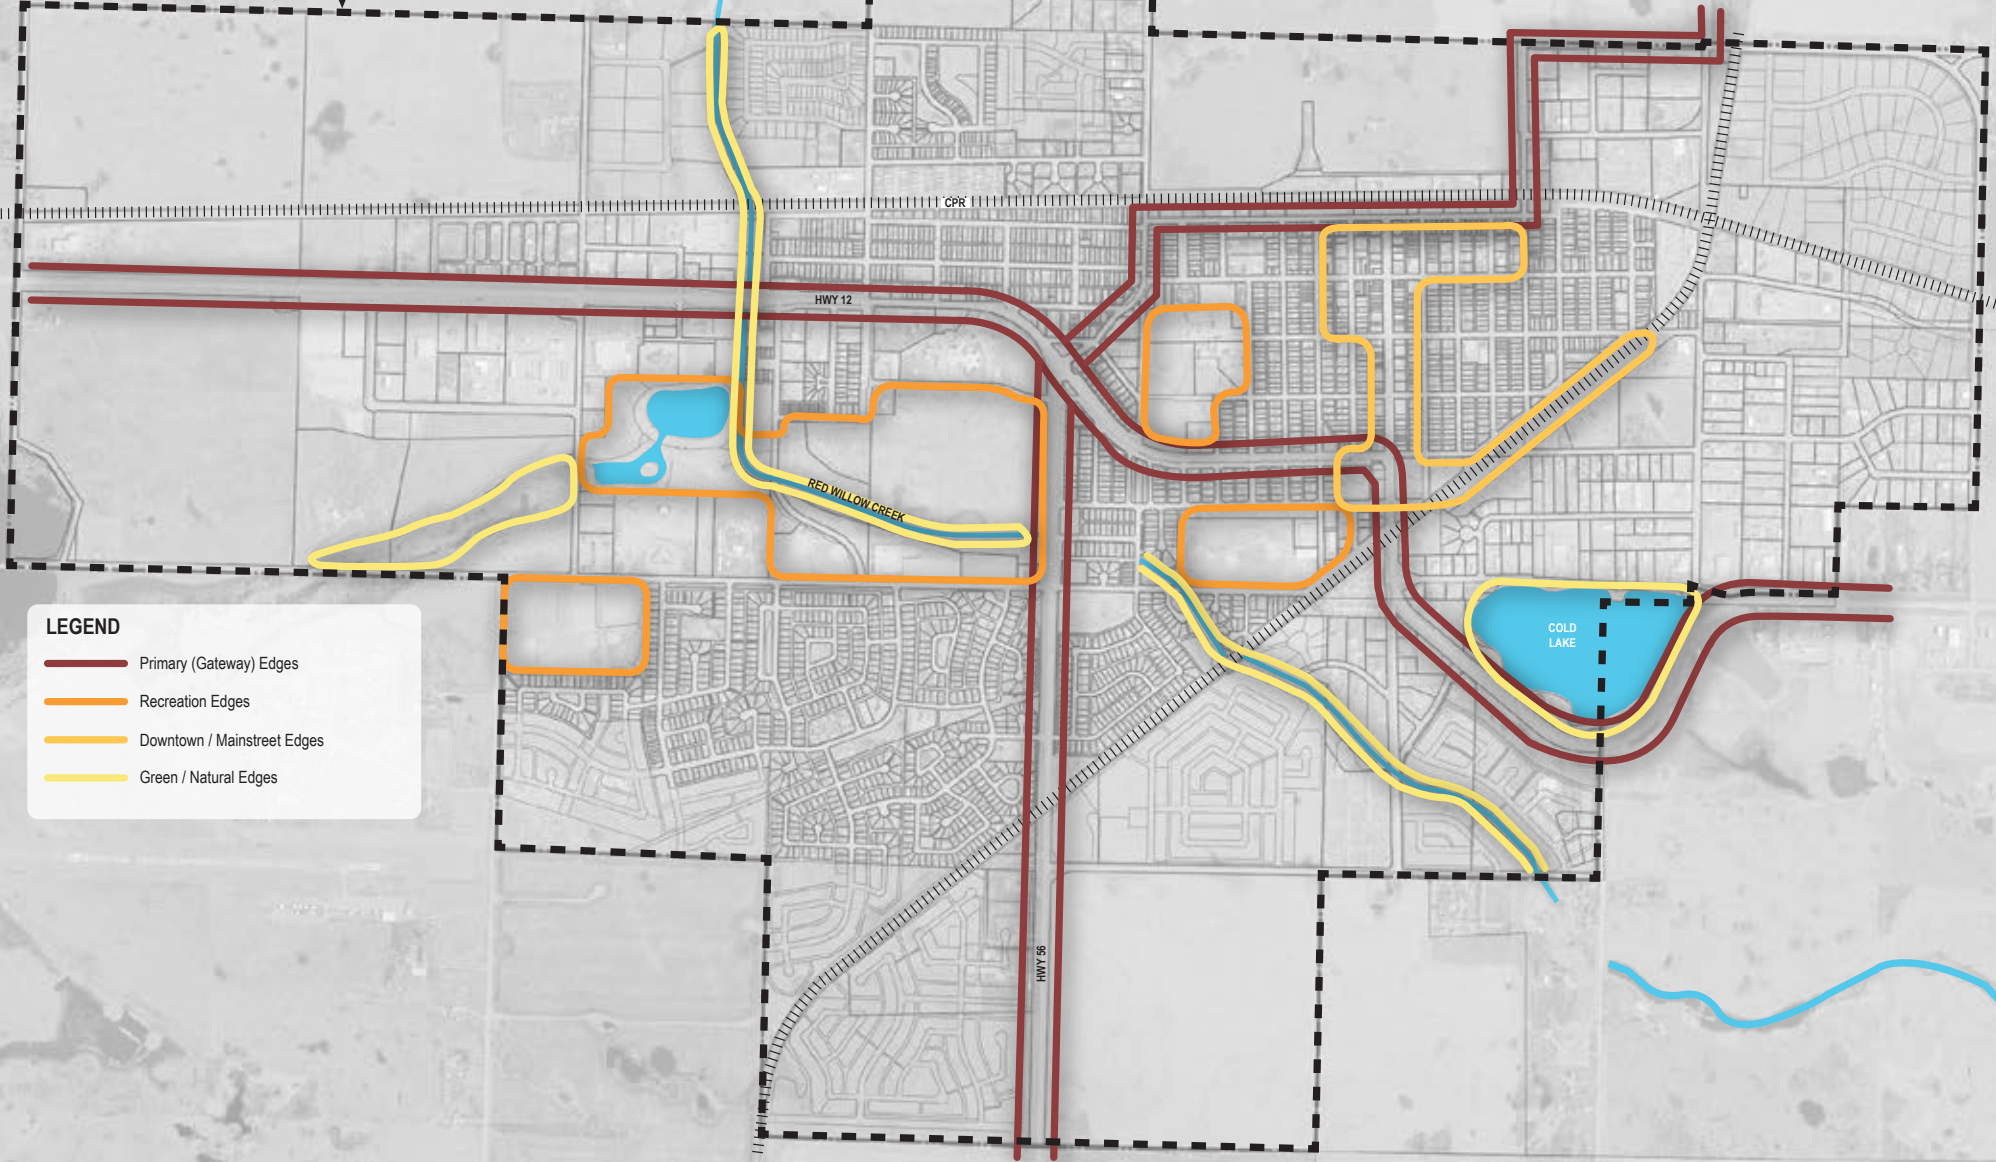 CPR
HWY 12
RED WILLOW CREEK
LEGEND
Primary (Gateway) Edges
Recreation Edges
Downtown / Mainstreet Edges
Green / Natural Edges
COLD
LAKE
HWY 56